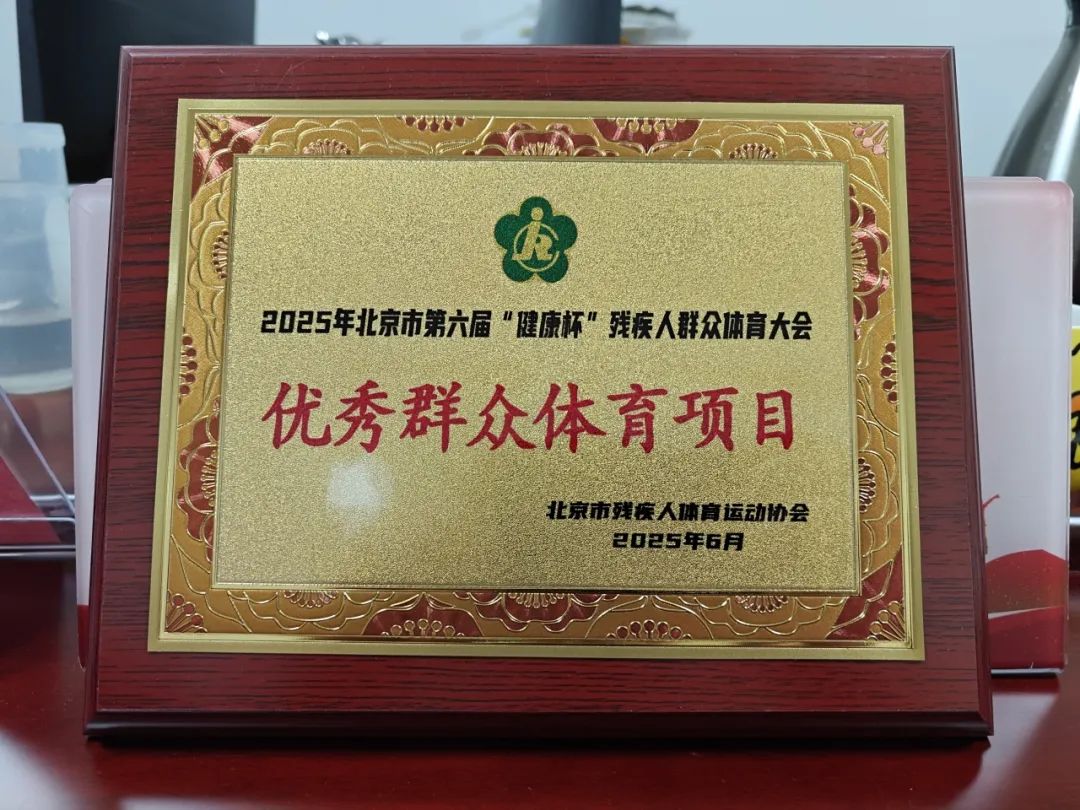 2025年北京市第六届“健康杯”残疾人群众体育大会
优秀群众体育项目
北京市残疾人体育运动协会
2025年6月